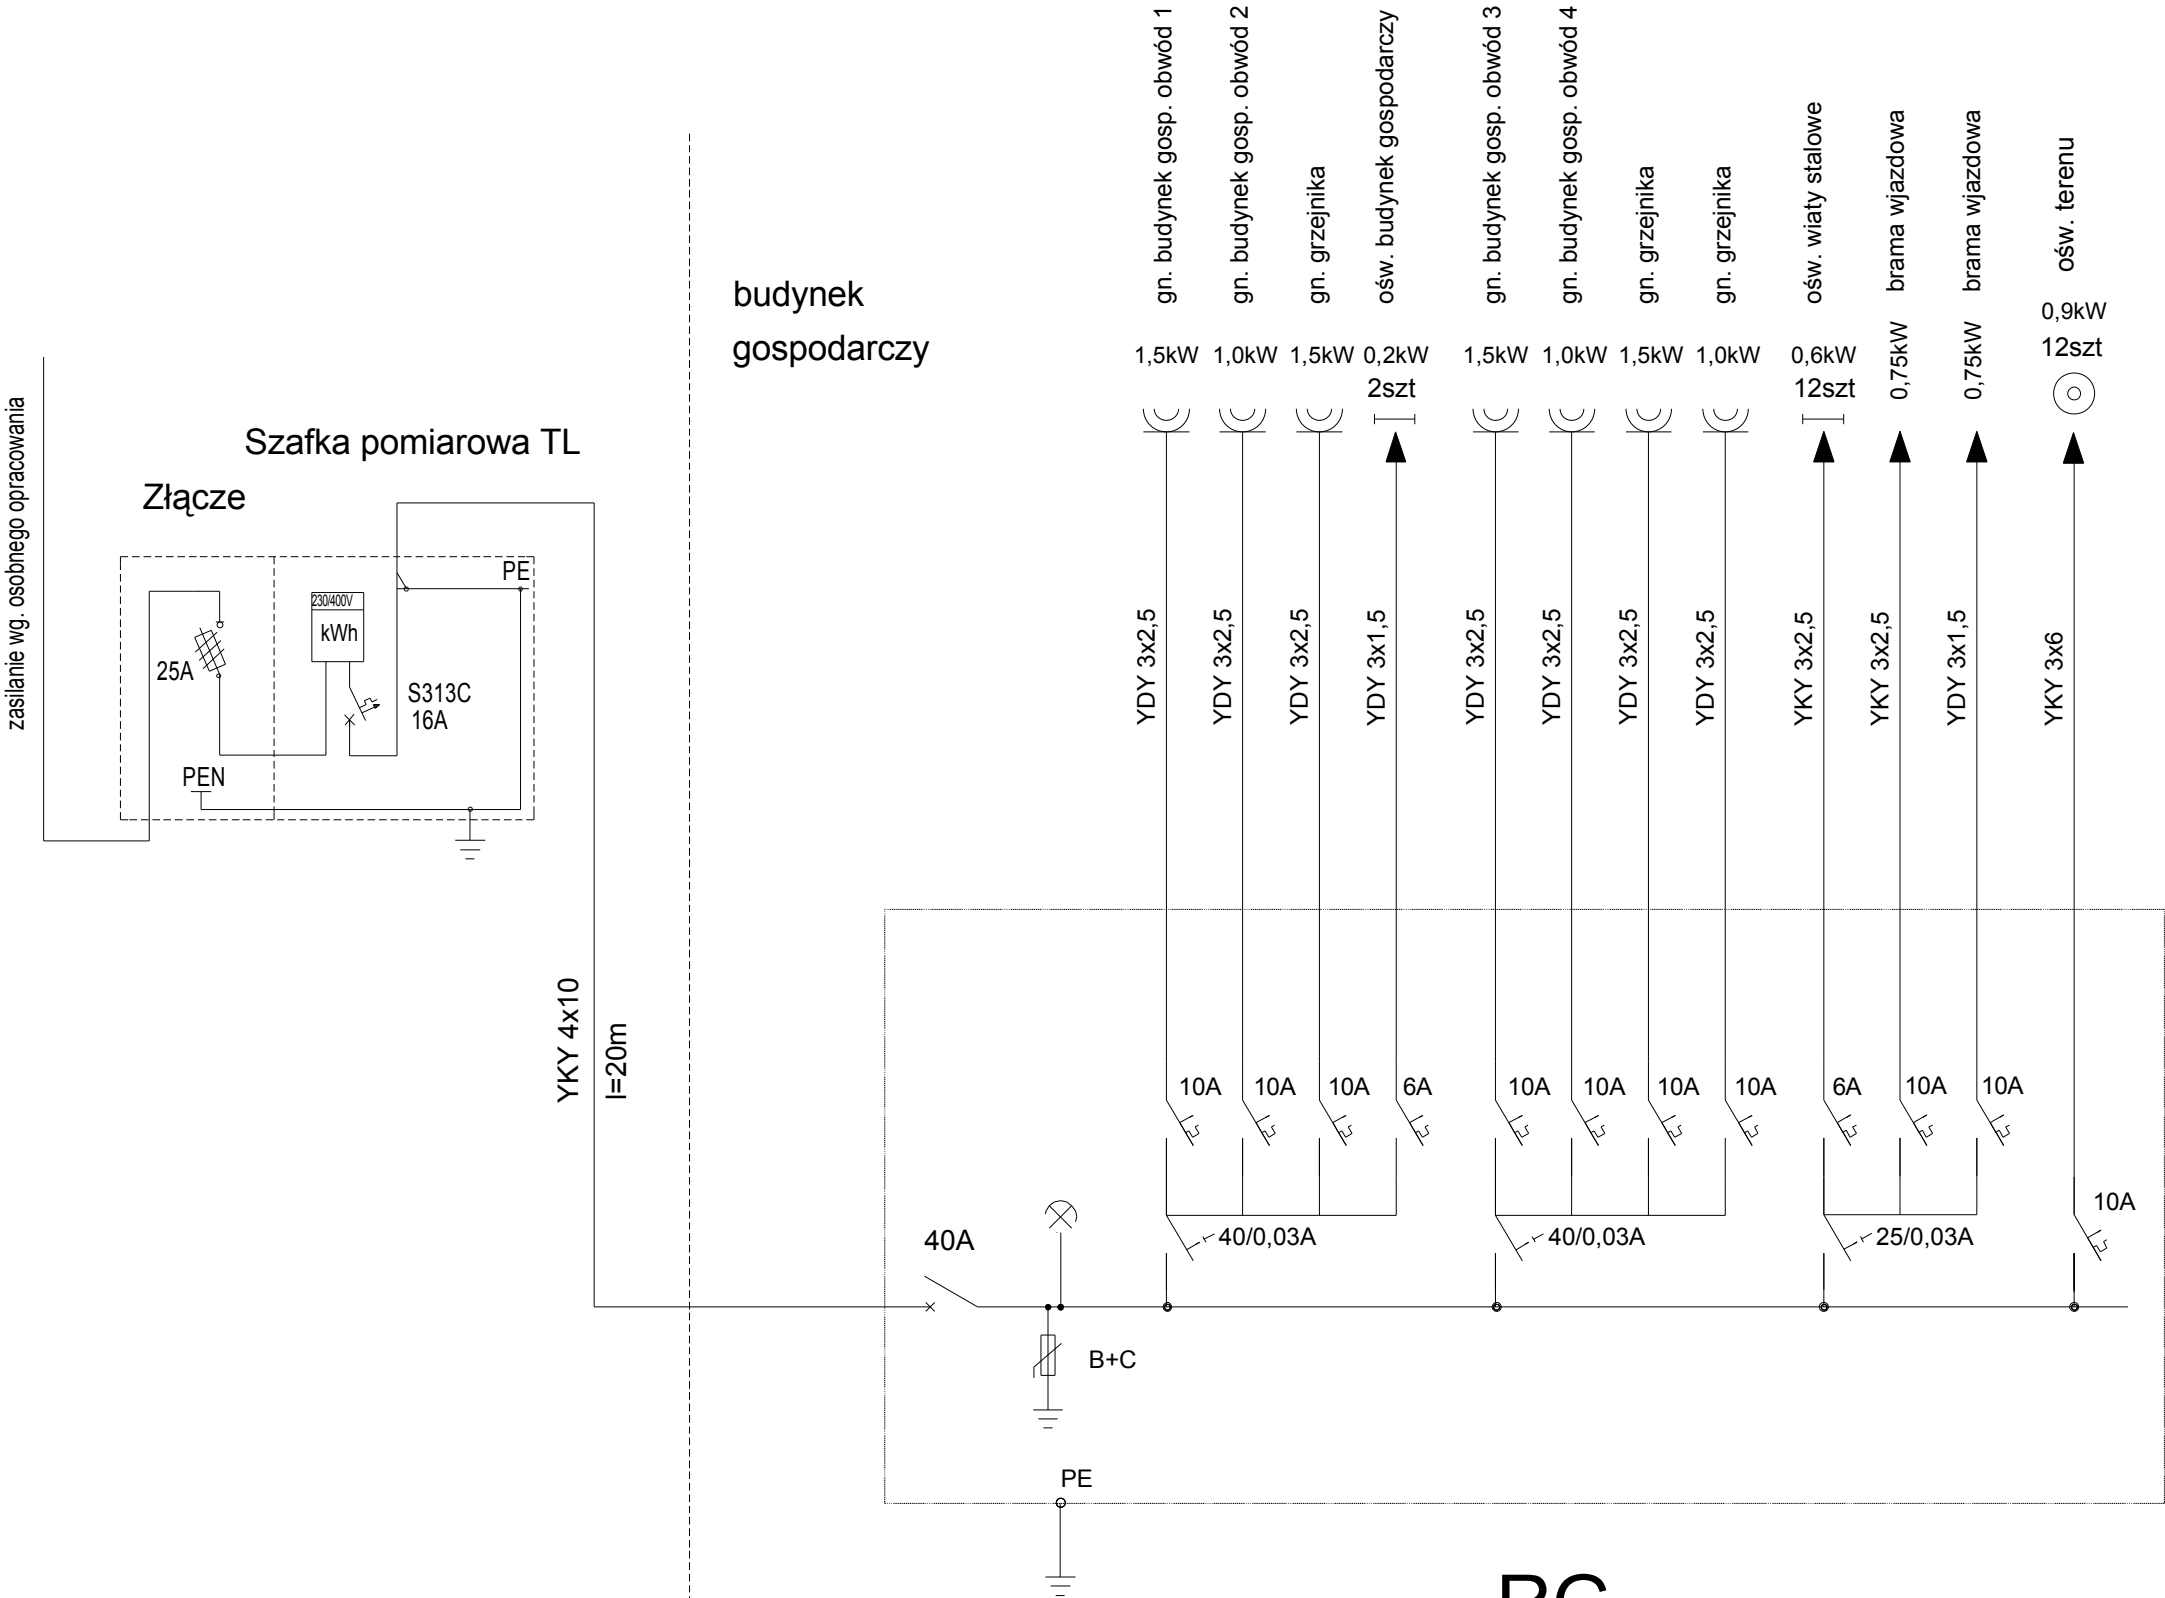 gn. budynek gosp. obwód 1
gn. budynek gosp. obwód 2
gn. grzejnika
ośw. budynek gospodarczy
gn. budynek gosp. obwód 3
gn. budynek gosp. obwód 4
gn. grzejnika
gn. grzejnika
ośw. wiaty stalowe
brama wjazdowa
brama wjazdowa
ośw. terenu
budynek
gospodarczy
1,5kW
1,0kW
1,5kW
0,2kW
2szt
1,5kW
1,0kW
1,5kW
1,0kW
0,6kW
12szt
0,75kW
0,75kW
0,9kW
12szt
zasilanie wg. osobnego opracowania
Szafka pomiarowa TL
Złącze
PE
230/400V
kWh
25A
S313C
16A
PEN
YDY 3x2,5
YDY 3x2,5
YDY 3x2,5
YDY 3x1,5
YDY 3x2,5
YDY 3x2,5
YDY 3x2,5
YDY 3x2,5
YKY 3x2,5
YKY 3x2,5
YDY 3x1,5
YKY 3x6
YKY 4x10
l=20m
10A
10A
10A
6A
10A
10A
10A
10A
6A
10A
10A
10A
40A
40/0,03A
40/0,03A
25/0,03A
B+C
PE